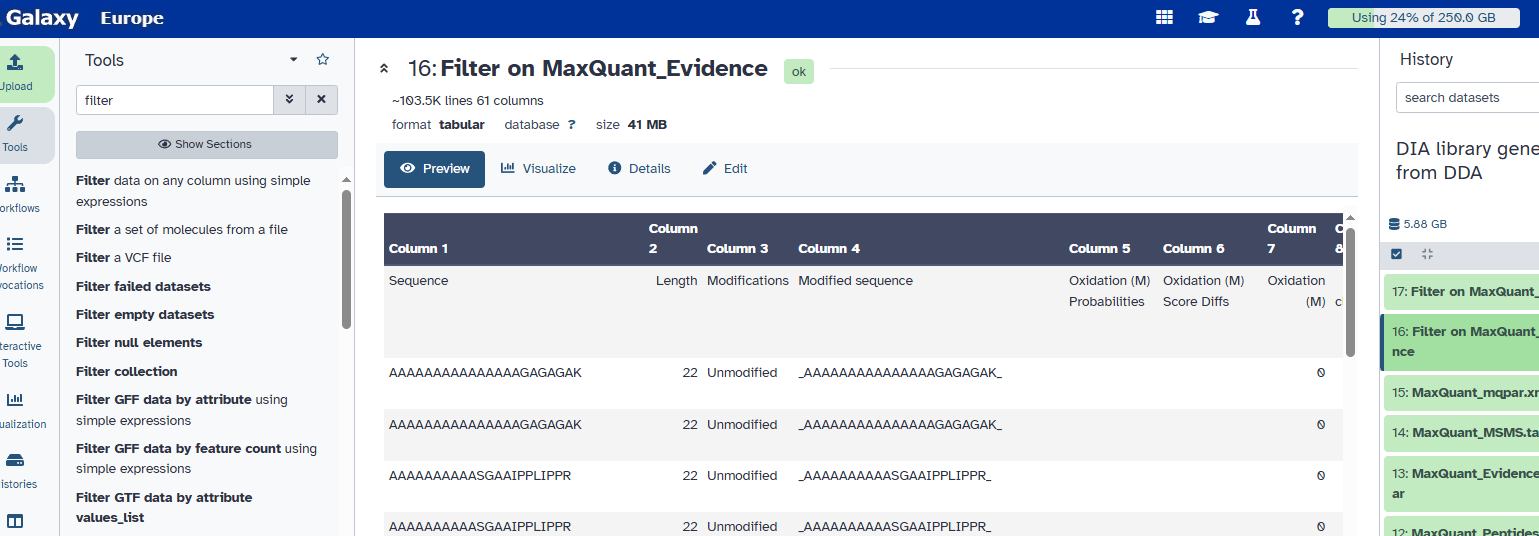 Galaxy Europe
Using 24% of 250.0 GB
Upload
Tools
orkflows
Workflow
vocations
nteractive
Tools
ualization
istories
Tools
filter
Show Sections
Filter data on any column using simple
expressions
Filter a set of molecules from a file
Filter a VCF file
Filter failed datasets
Filter empty datasets
Filter null elements
Filter collection
Filter GFF data by attribute using
simple expressions
Filter GFF data by feature count using
simple expressions
Filter GTF data by attribute
values_list
16: Filter on MaxQuant_Evidence ok
~103.5K lines 61 columns
format tabular database ? size 41 MB
Preview Visualize Details Edit
Column 1 Column 2 Column 3 Column 4 Column 5 Column 6 Column 7 C 8
Sequence Length Modifications Modified sequence Oxidation (M) Probabilities Oxidation (M) Score Diffs Oxidation (M) c
AAAAAAAAAAAAAAAGAGAGAK 22 Unmodified _AAAAAAAAAAAAAAAGAGAGAK_ 0
AAAAAAAAAAAAAAAGAGAGAK 22 Unmodified _AAAAAAAAAAAAAAAGAGAGAK_ 0
AAAAAAAAAASGAAIPPLIPPR 22 Unmodified _AAAAAAAAAASGAAIPPLIPPR_ 0
AAAAAAAAAASGAAIPPLIPPR 22 Unmodified _AAAAAAAAAASGAAIPPLIPPR_ 0
History
search datasets
DIA library gene
from DDA
5.88 GB
17: Filter on MaxQuant_
16: Filter on MaxQuant_
nce
15: MaxQuant_mqpar.xn
14: MaxQuant_MSMS.ta
13: MaxQuant_Evidence
ar
12: MaxQuant_Peptides